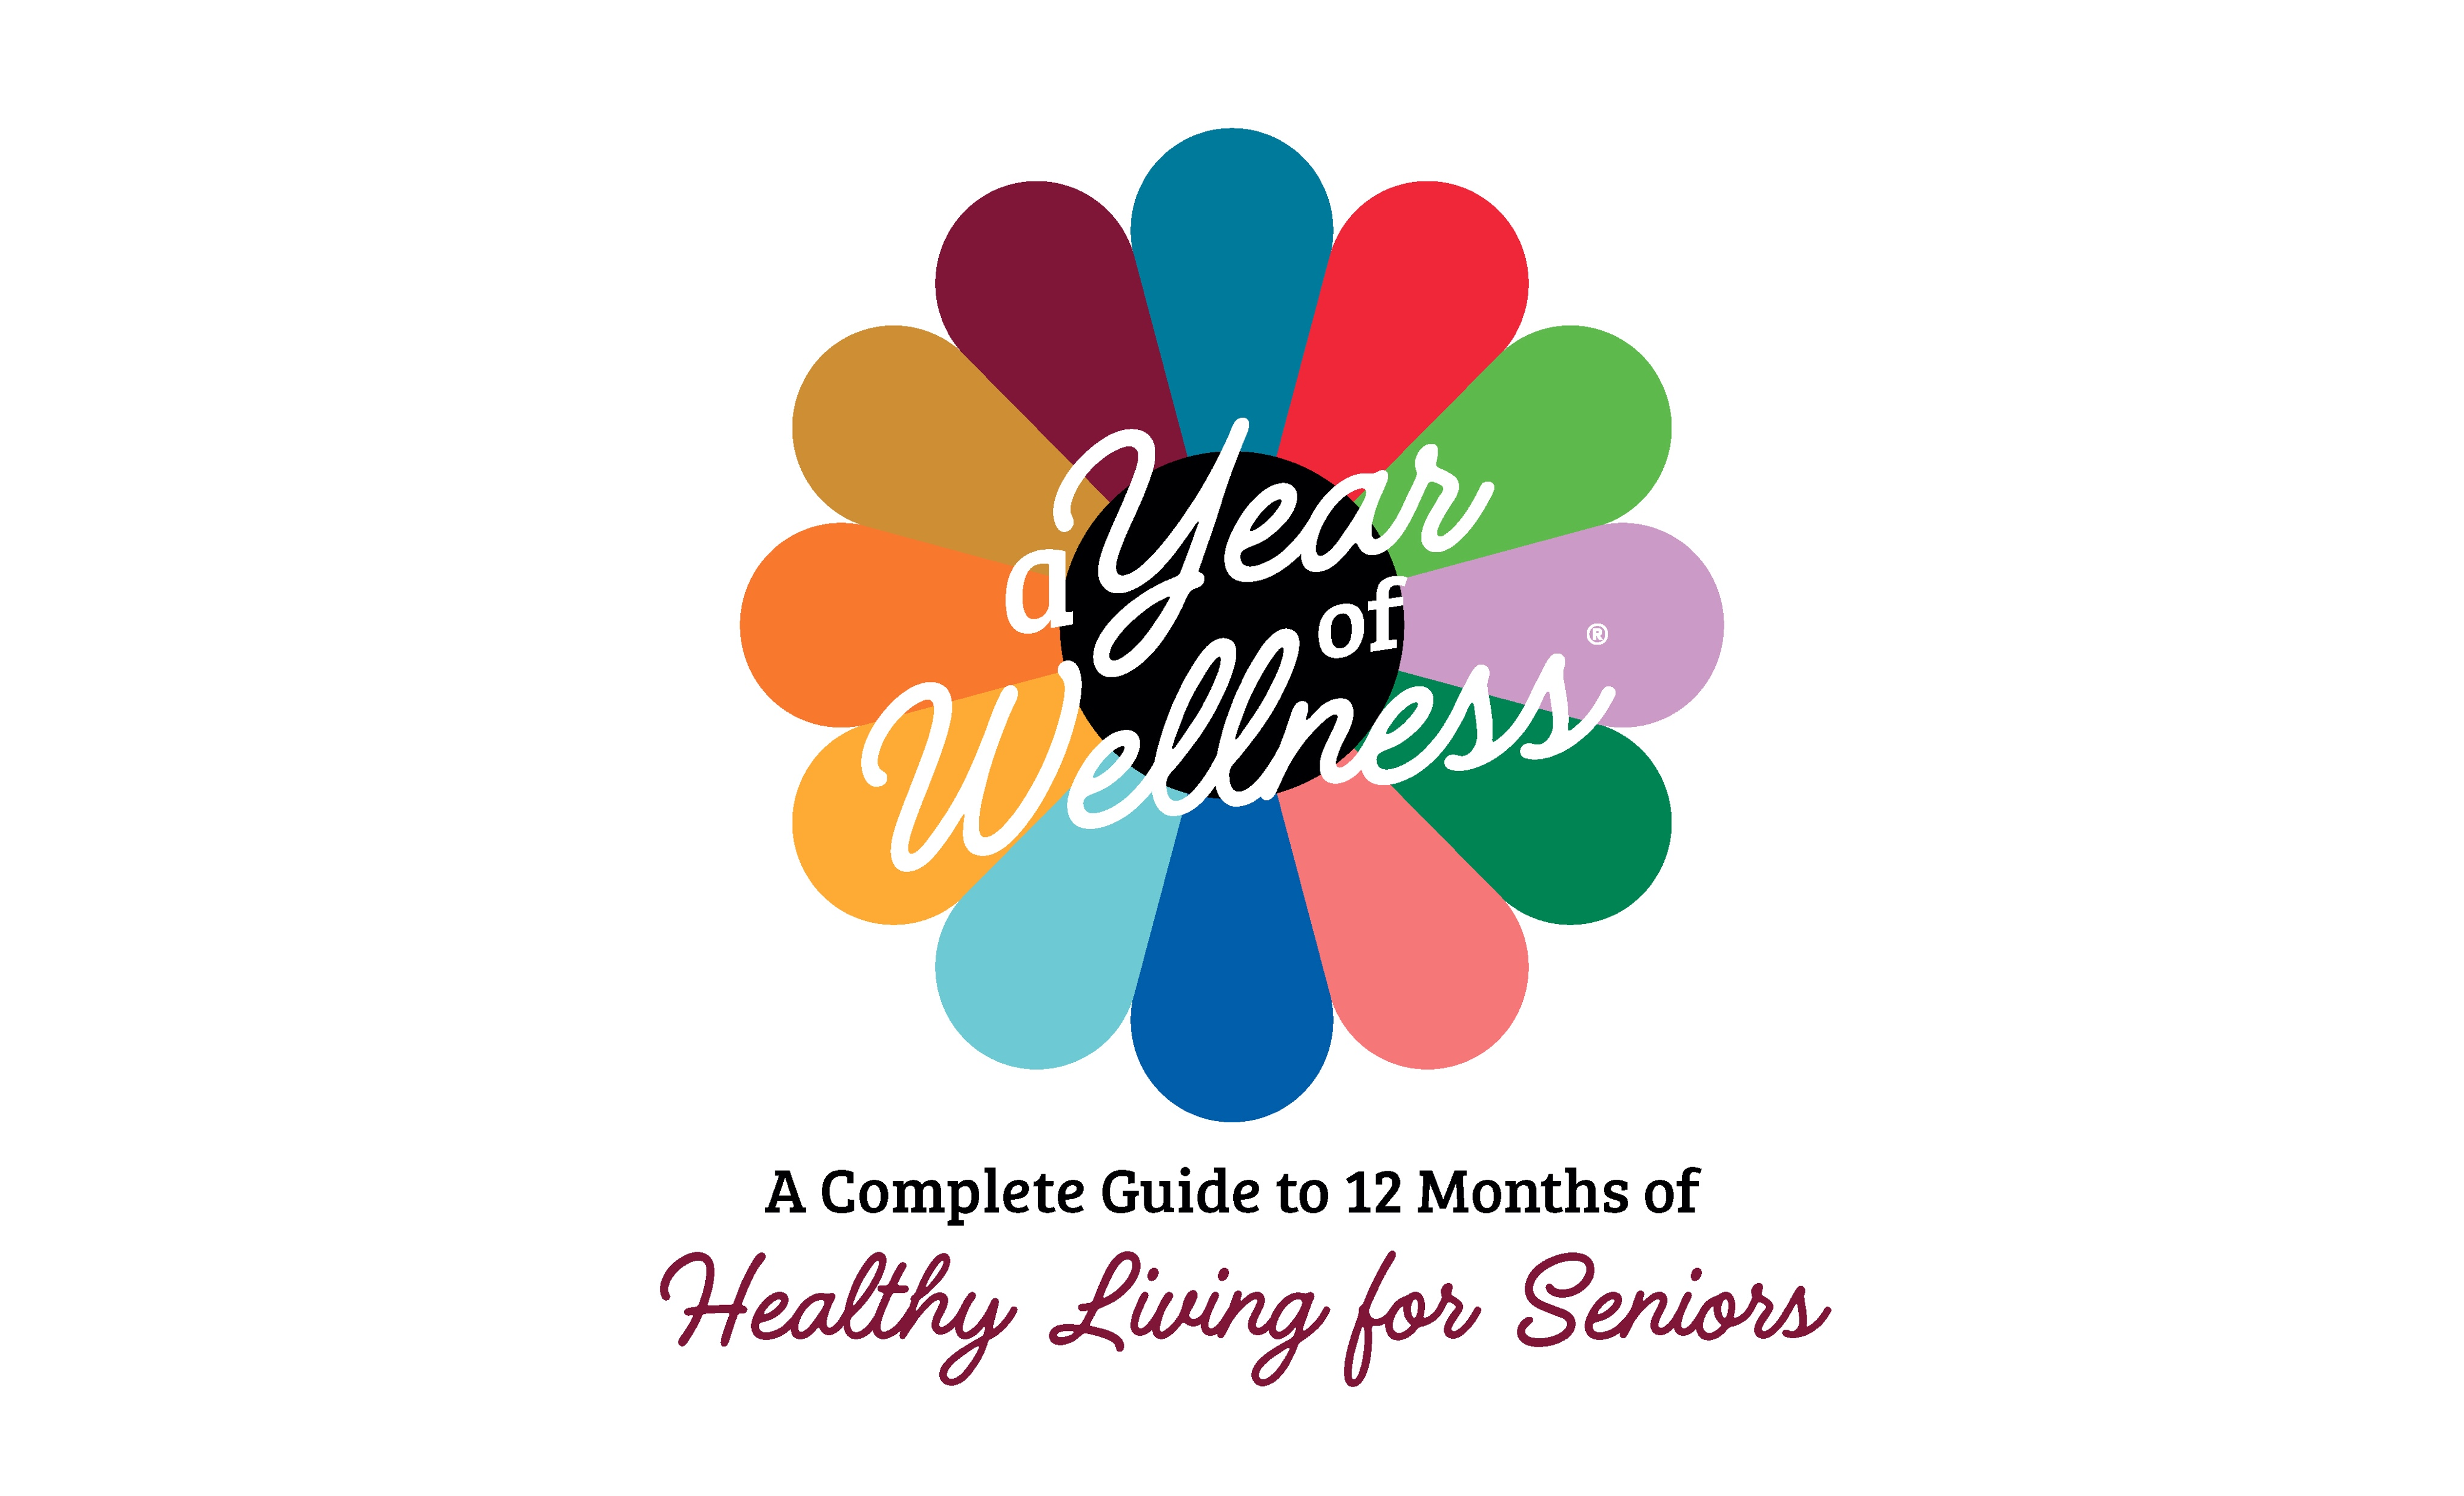 a Year
of
Wellness®
A Complete Guide to 12 Months of
Healthy Living for Seniors